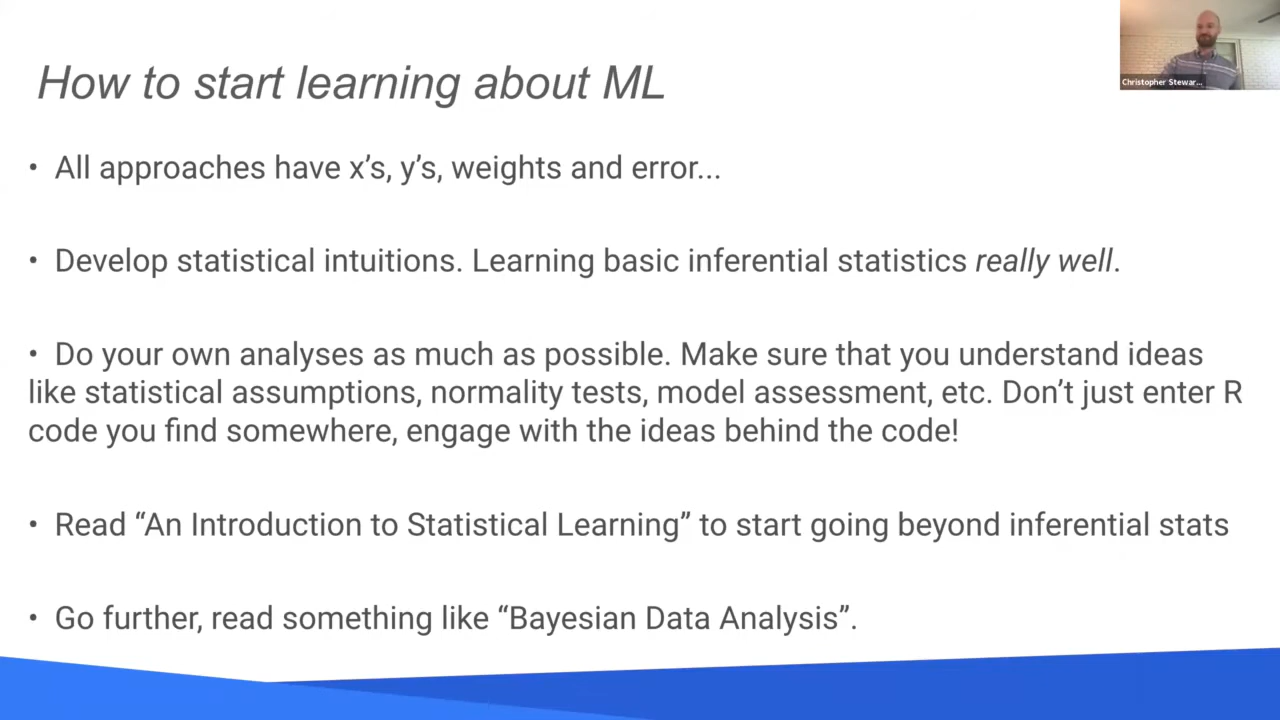 How to start learning about ML
Christopher Stewar...
• All approaches have x’s, y’s, weights and error...
• Develop statistical intuitions. Learning basic inferential statistics really well.
• Do your own analyses as much as possible. Make sure that you understand ideas
like statistical assumptions, normality tests, model assessment, etc. Don’t just enter R
code you find somewhere, engage with the ideas behind the code!
• Read “An Introduction to Statistical Learning” to start going beyond inferential stats
• Go further, read something like “Bayesian Data Analysis”.